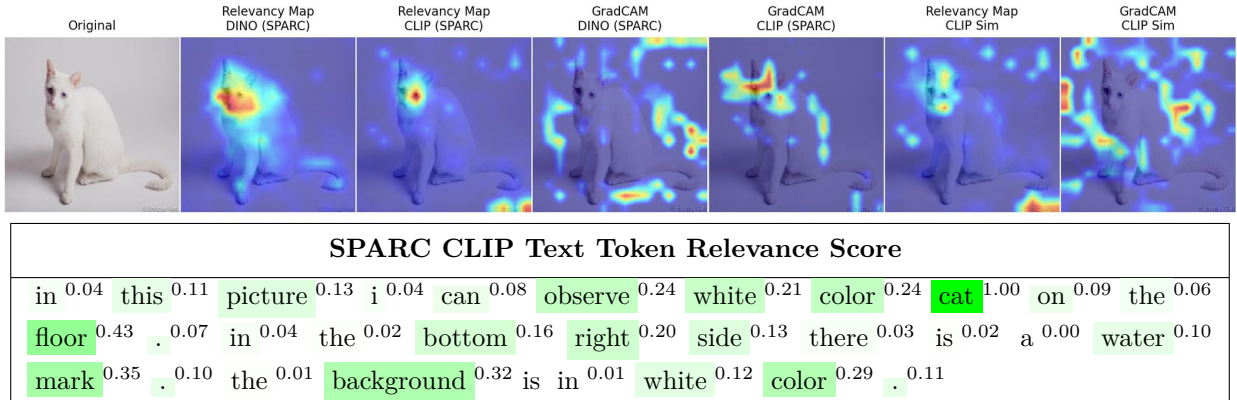 Original
Relevancy Map
DINO (SPARC)
Relevancy Map
CLIP (SPARC)
GradCAM
DINO (SPARC)
GradCAM
CLIP (SPARC)
Relevancy Map
CLIP Sim
GradCAM
CLIP Sim
SPARC CLIP Text Token Relevance Score
in 0.04 this 0.11 picture 0.13 i 0.04 can 0.08 observe 0.24 white 0.21 color 0.24 cat 1.00 on 0.09 the 0.06
floor 0.43 . 0.07 in 0.04 the 0.02 bottom 0.16 right 0.20 side 0.13 there 0.03 is 0.02 a 0.00 water 0.10
mark 0.35 . 0.10 the 0.01 background 0.32 is in 0.01 white 0.12 color 0.29 . 0.11